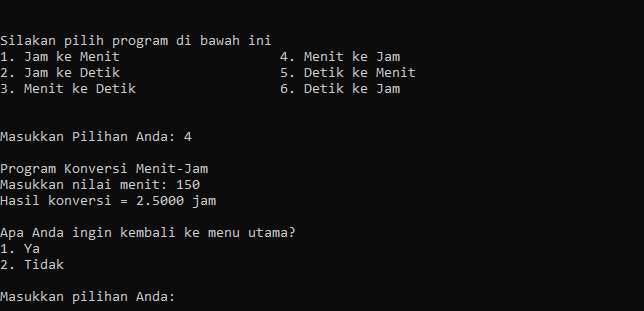 Silakan pilih program di bawah ini
1. Jam ke Menit                    4. Menit ke Jam
2. Jam ke Detik                    5. Detik ke Menit
3. Menit ke Detik                  6. Detik ke Jam
Masukkan Pilihan Anda: 4
Program Konversi Menit-Jam
Masukkan nilai menit: 150
Hasil konversi = 2.5000 jam
Apa Anda ingin kembali ke menu utama?
1. Ya
2. Tidak
Masukkan pilihan Anda: